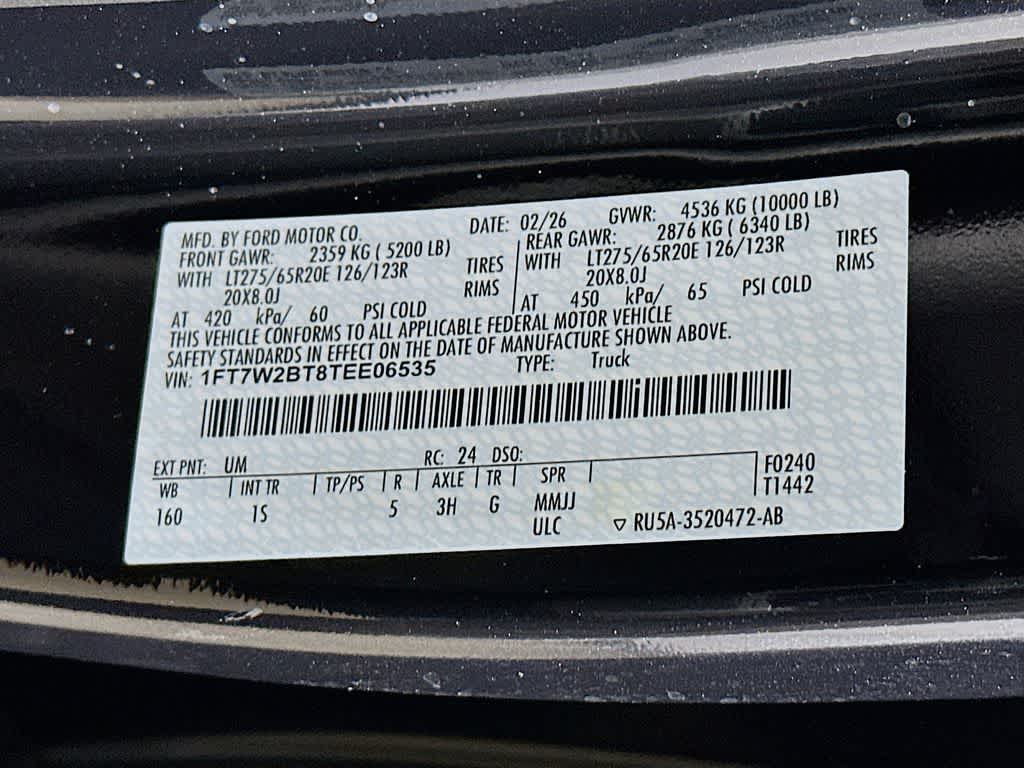 MFD. BY FORD MOTOR CO. DATE: 02/26 GVWR: 4536 KG (10000 LB)
FRONT GAWR: 2359 KG ( 5200 LB) REAR GAWR: 2876 KG ( 6340 LB)
WITH LT275/65R20E 126/123R TIRES WITH LT275/65R20E 126/123R TIRES
20X8.0J RIMS 20X8.0J RIMS
AT 420 kPa/ 60 PSI COLD AT 450 kPa/ 65 PSI COLD
THIS VEHICLE CONFORMS TO ALL APPLICABLE FEDERAL MOTOR VEHICLE
SAFETY STANDARDS IN EFFECT ON THE DATE OF MANUFACTURE SHOWN ABOVE.
VIN: 1FT7W2BT8TEE06535 TYPE: Truck
EXT PNT: UM RC: 24 DSO:
WB INT TR TP/PS R AXLE TR SPR F0240
160 1S 5 3H G MMJJ T1442
ULC ▽ RU5A-3520472-AB